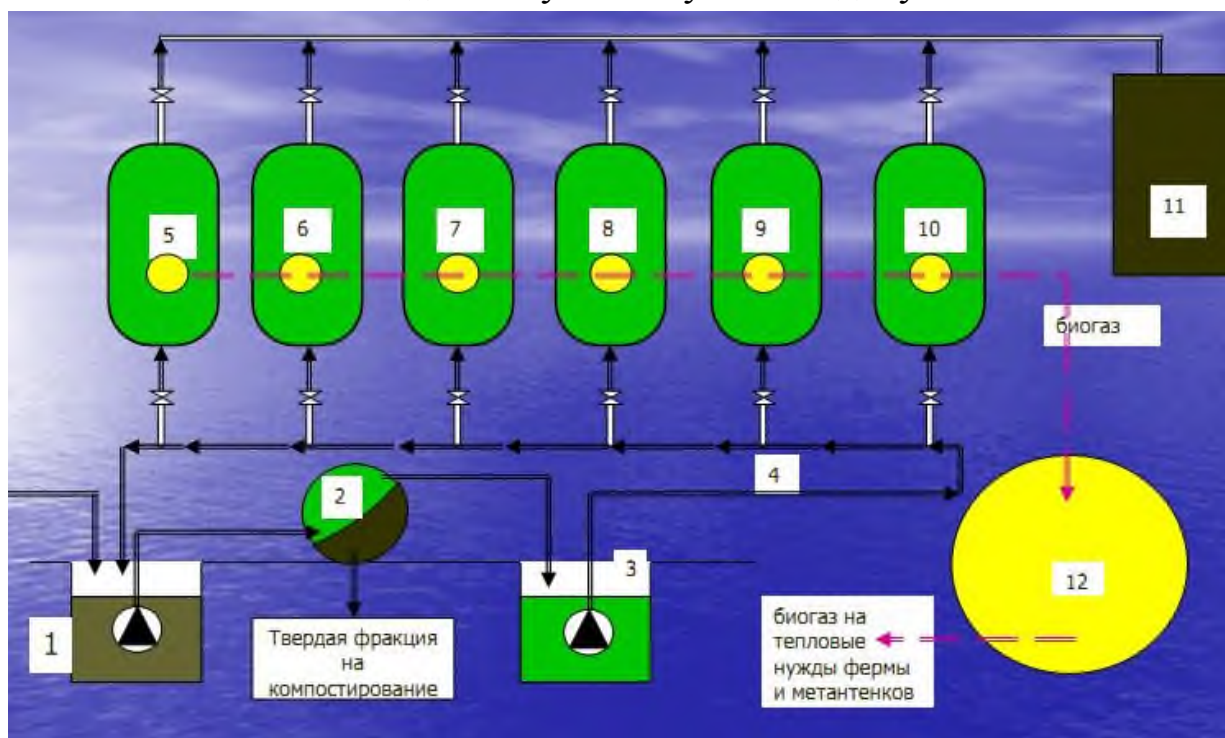 5
6
7
8
9
10
11
биогаз
4
2
3
12
1
Твердая фракция
на
компостирование
биогаз на
тепловые
нужды фермы
и метантенков